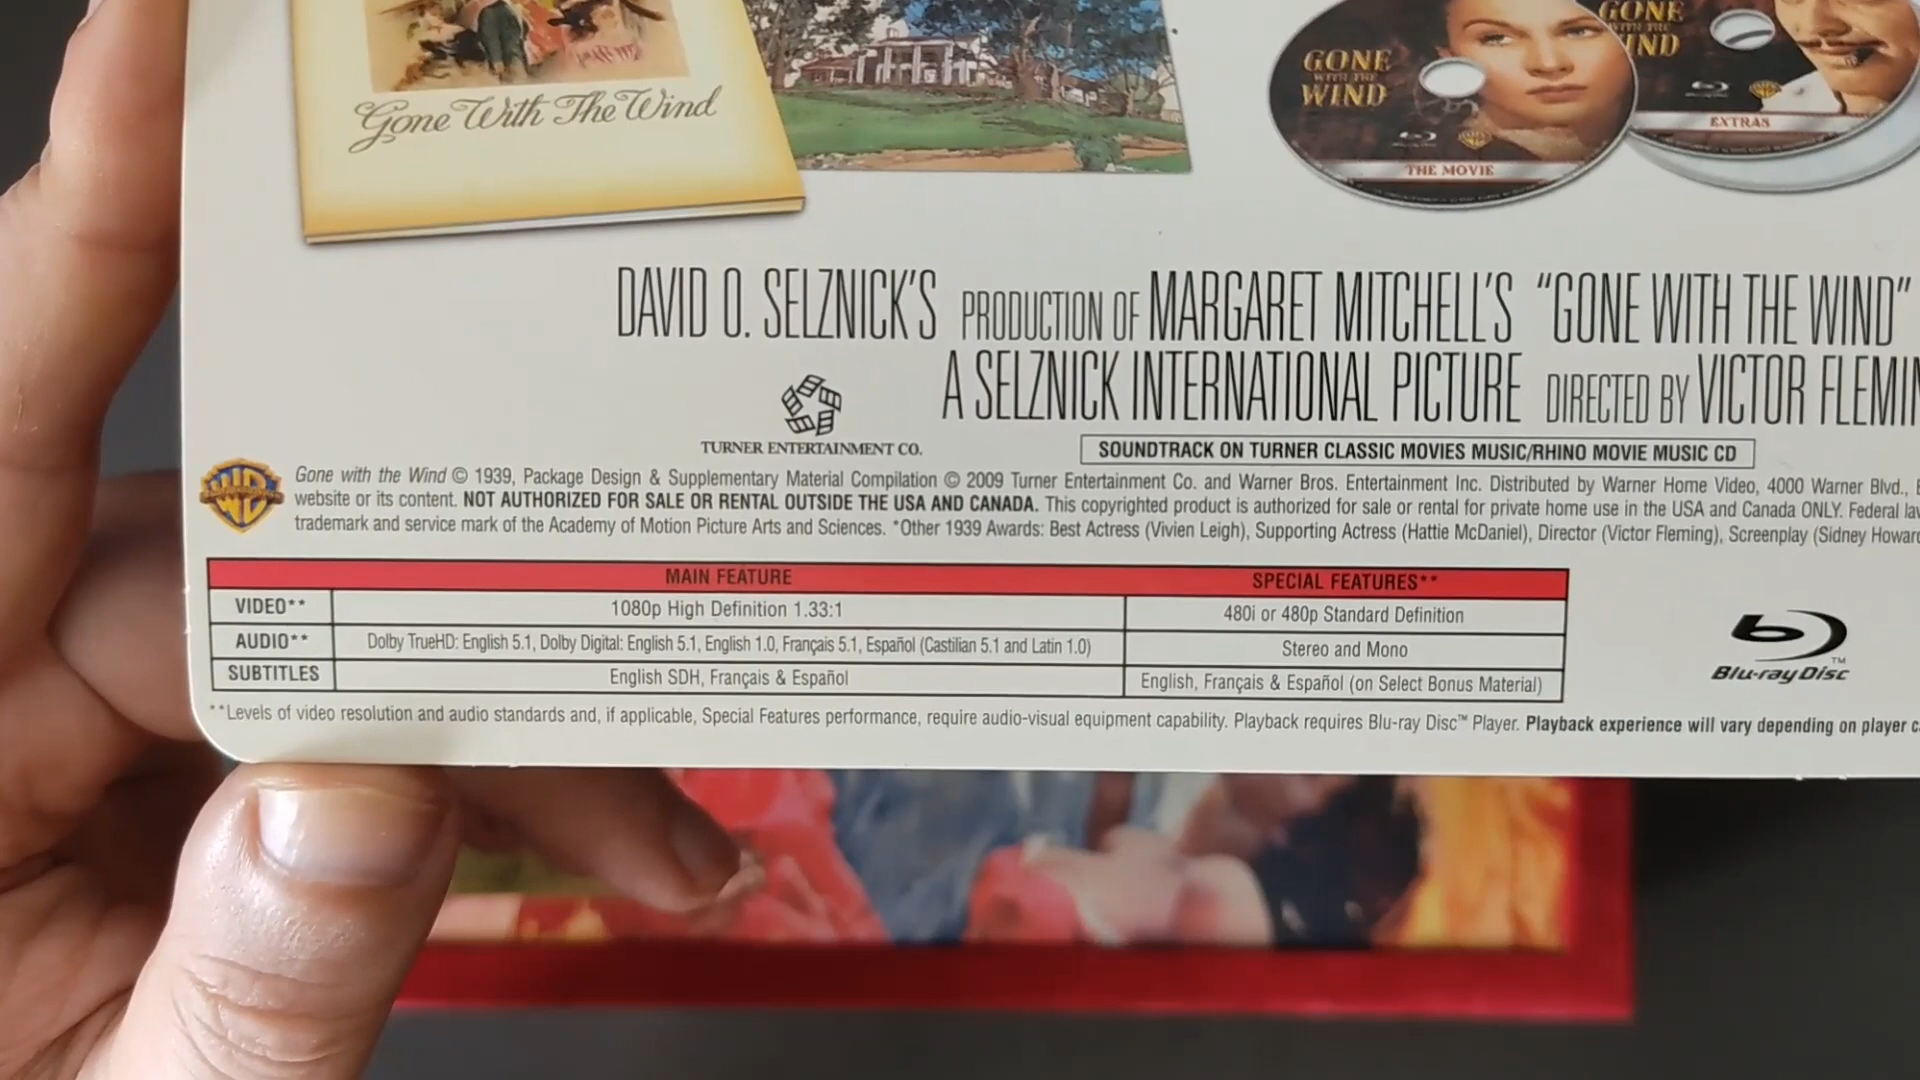 Gone With The Wind
GONE
WITH THE
WIND
THE MOVIE
GONE
WITH THE
WIND
EXTRAS
DAVID O. SELZNICK'S PRODUCTION OF MARGARET MITCHELL'S "GONE WITH THE WIND"
A SELZNICK INTERNATIONAL PICTURE DIRECTED BY VICTOR FLEMIN
TURNER ENTERTAINMENT CO.
SOUNDTRACK ON TURNER CLASSIC MOVIES MUSIC/RHINO MOVIE MUSIC CD
WB
Gone with the Wind © 1939, Package Design & Supplementary Material Compilation © 2009 Turner Entertainment Co. and Warner Bros. Entertainment Inc. Distributed by Warner Home Video, 4000 Warner Blvd.,
website or its content. NOT AUTHORIZED FOR SALE OR RENTAL OUTSIDE THE USA AND CANADA. This copyrighted product is authorized for sale or rental for private home use in the USA and Canada ONLY. Federal la
trademark and service mark of the Academy of Motion Picture Arts and Sciences. *Other 1939 Awards: Best Actress (Vivien Leigh), Supporting Actress (Hattie McDaniel), Director (Victor Fleming), Screenplay (Sidney Howar
MAIN FEATURE SPECIAL FEATURES**
VIDEO** 1080p High Definition 1.33:1 480i or 480p Standard Definition
AUDIO** Dolby TrueHD: English 5.1, Dolby Digital: English 5.1, English 1.0, Français 5.1, Español (Castilian 5.1 and Latin 1.0) Stereo and Mono
SUBTITLES English SDH, Français & Español English, Français & Español (on Select Bonus Material)
Blu-ray Disc™
**Levels of video resolution and audio standards and, if applicable, Special Features performance, require audio-visual equipment capability. Playback requires Blu-ray Disc™ Player. Playback experience will vary depending on player c